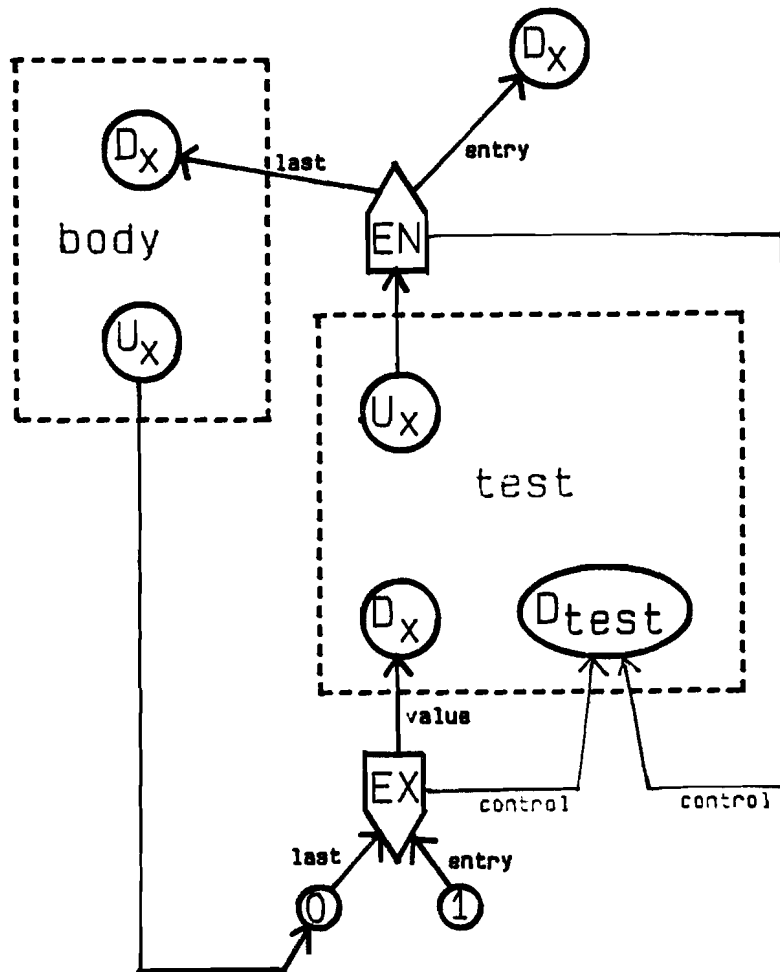 Dx
Dx
last
entry
body
EN
Ux
Ux
test
Dx
Dtest
value
EX
control
control
last
entry
0
1